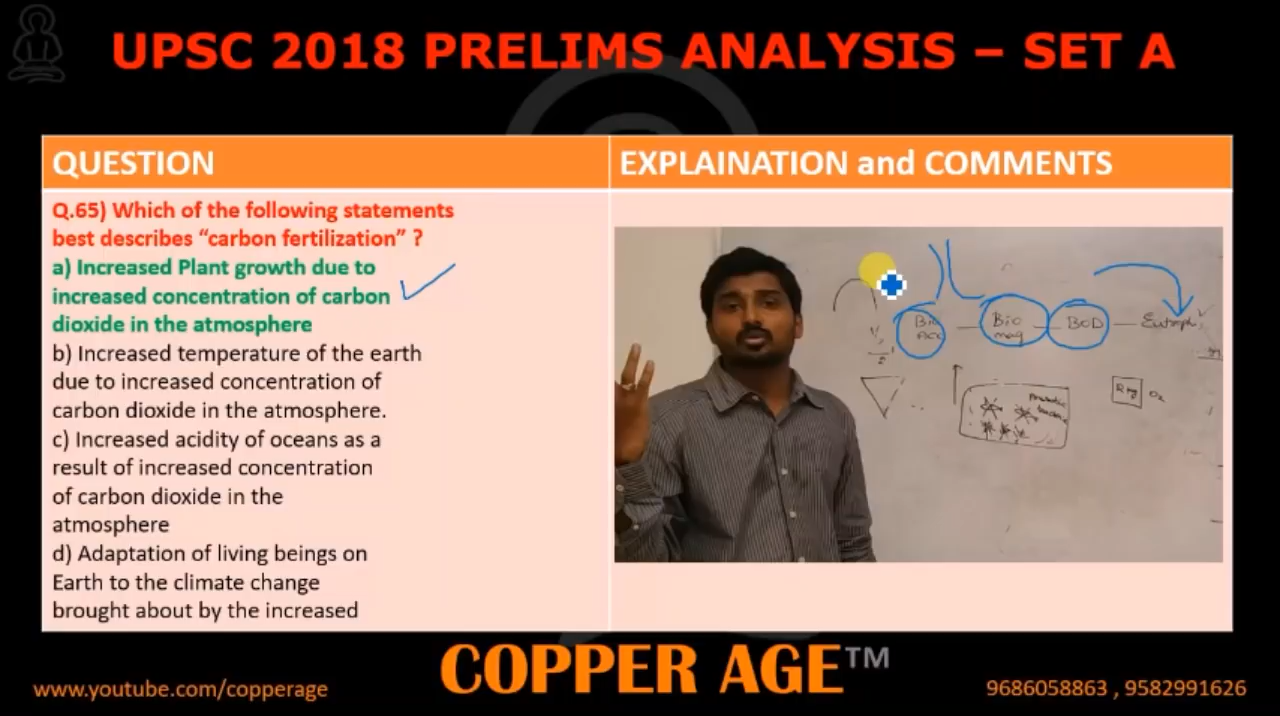 UPSC 2018 PRELIMS ANALYSIS – SET A
QUESTION
Q.65) Which of the following statements
best describes “carbon fertilization” ?
a) Increased Plant growth due to
increased concentration of carbon
dioxide in the atmosphere
b) Increased temperature of the earth
due to increased concentration of
carbon dioxide in the atmosphere.
c) Increased acidity of oceans as a
result of increased concentration
of carbon dioxide in the
atmosphere
d) Adaptation of living beings on
Earth to the climate change
brought about by the increased
EXPLAINATION and COMMENTS
Bio
mag
BOD
O₂
COPPER AGE™
www.youtube.com/copperage
9686058863 , 9582991626